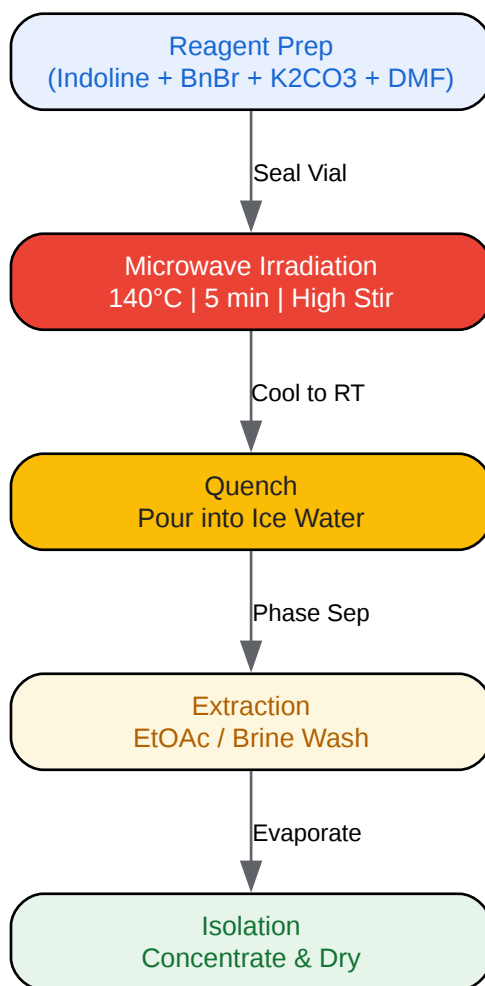 Reagent Prep
(Indoline + BnBr + K2CO3 + DMF)
Seal Vial
Microwave Irradiation
140°C | 5 min | High Stir
Cool to RT
Quench
Pour into Ice Water
Phase Sep
Extraction
EtOAc / Brine Wash
Evaporate
Isolation
Concentrate & Dry